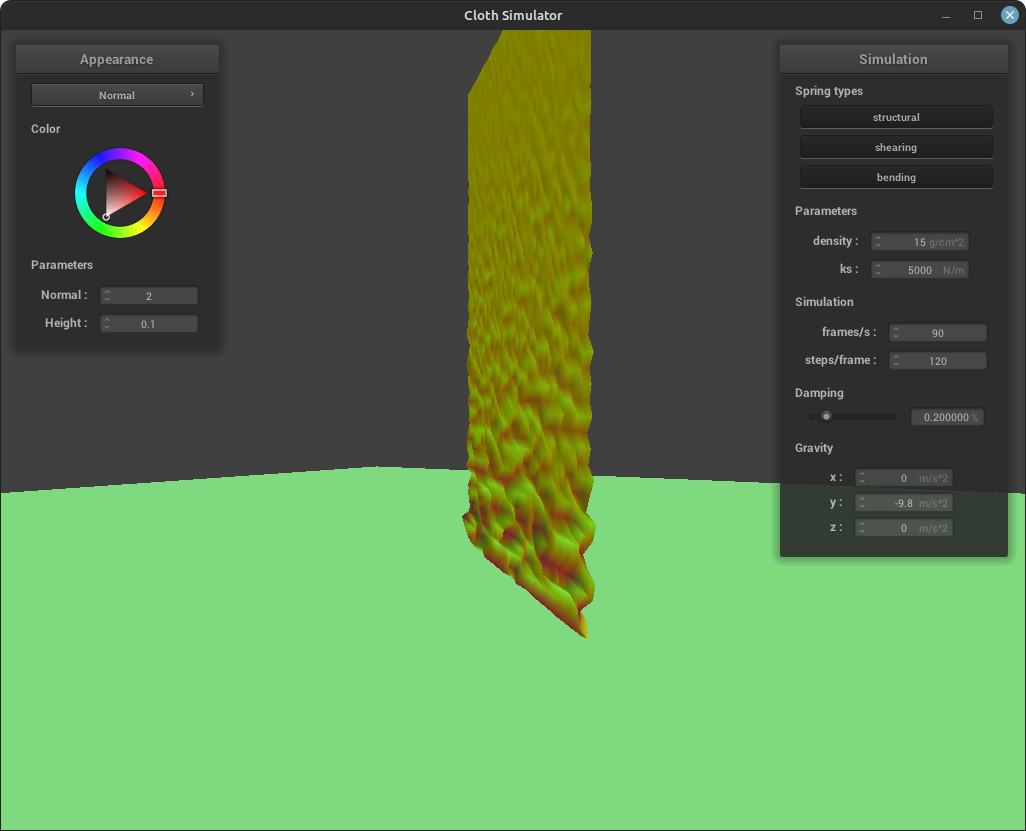 Cloth Simulator
Appearance
Normal
Color
Parameters
Normal : 2
Height : 0.1
Simulation
Spring types
structural
shearing
bending
Parameters
density : 15 g/cm^2
ks : 5000 N/m
Simulation
frames/s : 90
steps/frame : 120
Damping
0.200000 %
Gravity
x : 0 m/s^2
y : -9.8 m/s^2
z : 0 m/s^2